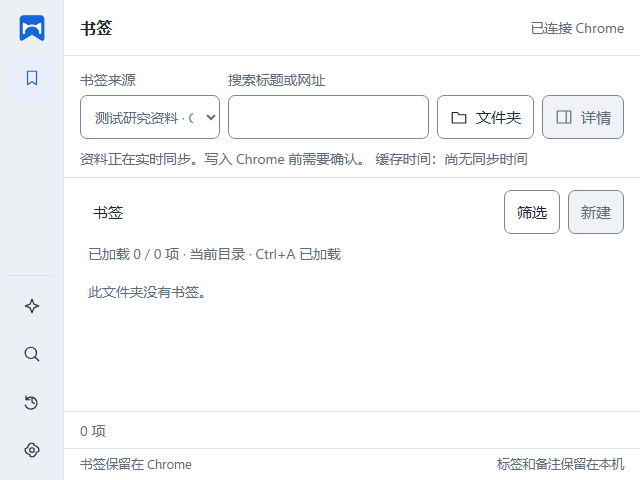 书签
已连接 Chrome
书签来源
搜索标题或网址
测试研究资料 · C
文件夹
详情
资料正在实时同步。写入 Chrome 前需要确认。 缓存时间：尚无同步时间
书签
筛选
新建
已加载 0 / 0 项 · 当前目录 · Ctrl+A 已加载
此文件夹没有书签。
0 项
书签保留在 Chrome
标签和备注保留在本机